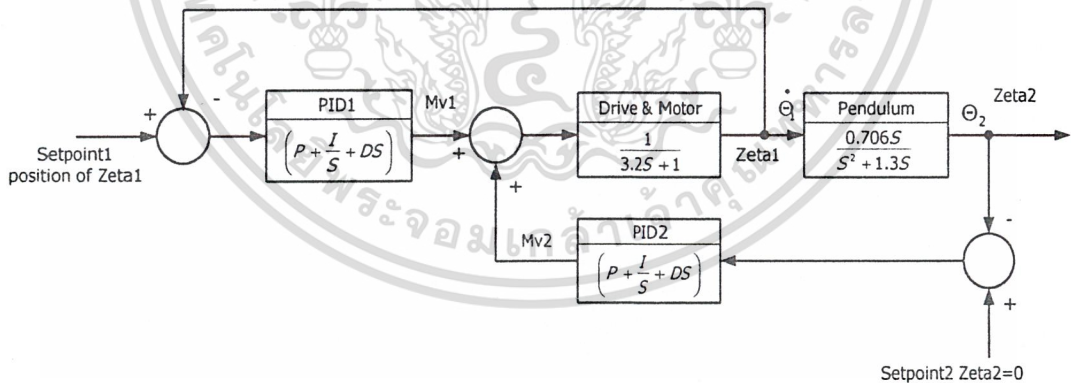 +
-
PID1
(P + I/S + DS)
Mv1
+
+
Drive & Motor
1/(3.2S + 1)
Θ̇1
Zeta1
Pendulum
0.706S/(S² + 1.3S)
Θ2
Zeta2
Setpoint1
position of Zeta1
Mv2
PID2
(P + I/S + DS)
-
+
Setpoint2 Zeta2=0